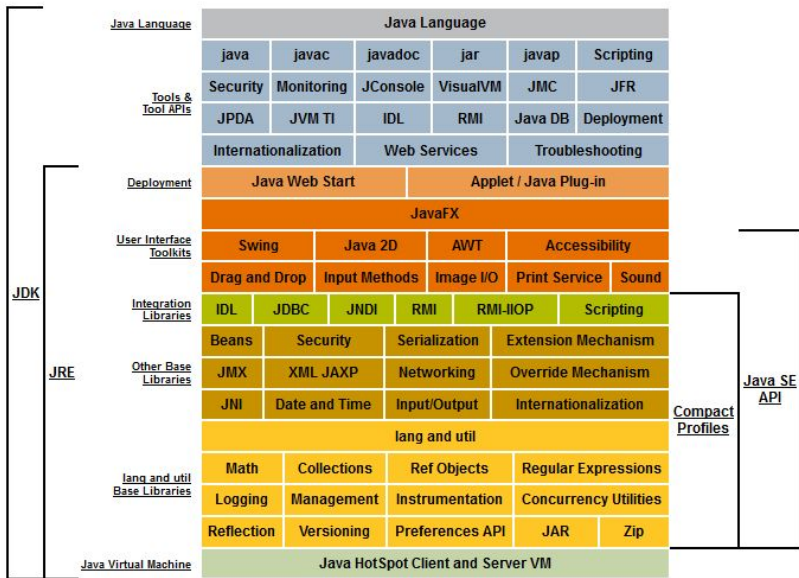 Java Language Java Language
java javac javadoc jar javap Scripting
Security Monitoring JConsole VisualVM JMC JFR
Tools &
Tool APIs
JPDA JVM TI IDL RMI Java DB Deployment
Internationalization Web Services Troubleshooting
Deployment Java Web Start Applet / Java Plug-in
JavaFX
User Interface
Toolkits
Swing Java 2D AWT Accessibility
Drag and Drop Input Methods Image I/O Print Service Sound
JDK
Integration
Libraries
IDL JDBC JNDI RMI RMI-IIOP Scripting
Beans Security Serialization Extension Mechanism
JRE
Other Base
Libraries
JMX XML JAXP Networking Override Mechanism
Java SE
API
JNI Date and Time Input/Output Internationalization
Compact
Profiles
lang and util
Math Collections Ref Objects Regular Expressions
lang and util
Base Libraries
Logging Management Instrumentation Concurrency Utilities
Reflection Versioning Preferences API JAR Zip
Java Virtual Machine Java HotSpot Client and Server VM